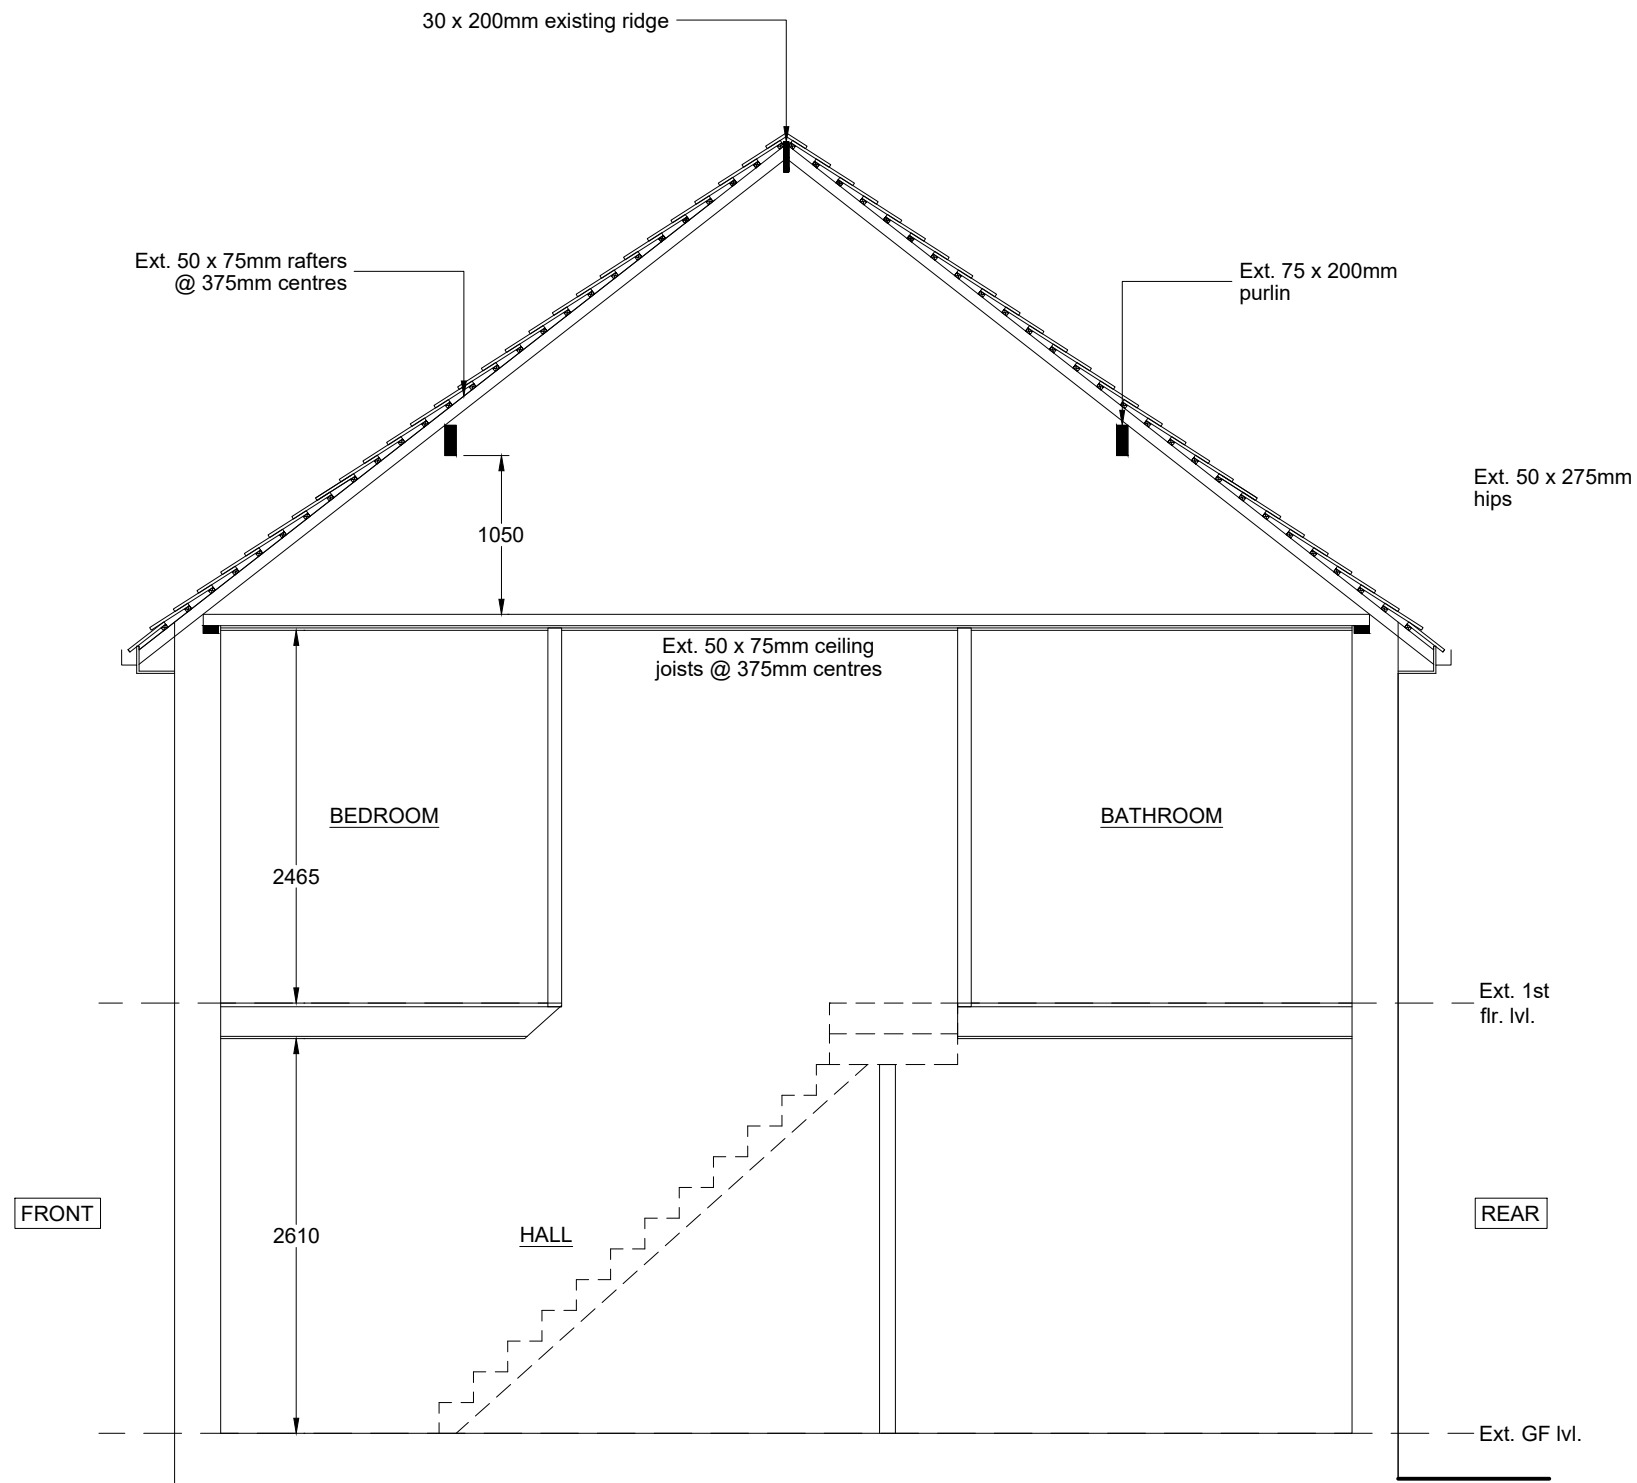 30 x 200mm existing ridge
Ext. 50 x 75mm rafters
@ 375mm centres
Ext. 75 x 200mm
purlin
Ext. 50 x 275mm
hips
1050
Ext. 50 x 75mm ceiling
joists @ 375mm centres
BEDROOM
BATHROOM
2465
Ext. 1st
flr. lvl.
FRONT
2610
HALL
REAR
Ext. GF lvl.